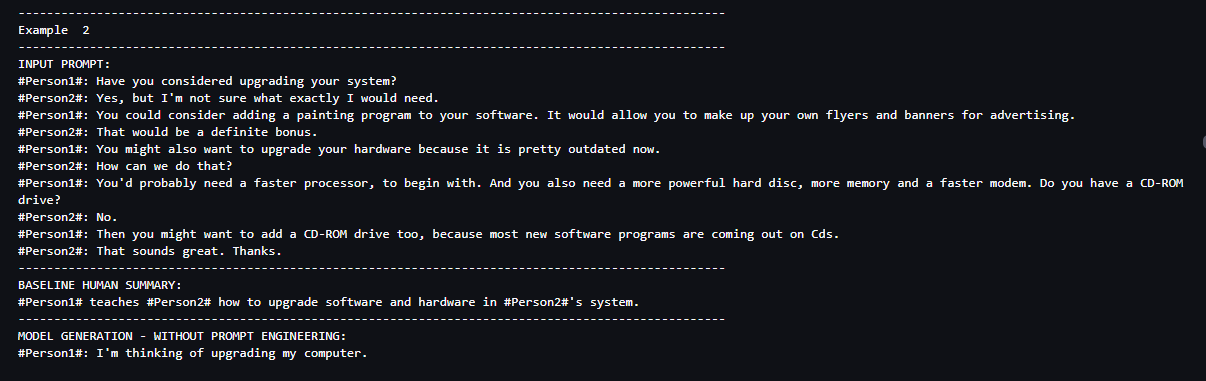 ---------------------------------------------------------------------------------------------------
Example  2
---------------------------------------------------------------------------------------------------
INPUT PROMPT:
#Person1#: Have you considered upgrading your system?
#Person2#: Yes, but I'm not sure what exactly I would need.
#Person1#: You could consider adding a painting program to your software. It would allow you to make up your own flyers and banners for advertising.
#Person2#: That would be a definite bonus.
#Person1#: You might also want to upgrade your hardware because it is pretty outdated now.
#Person2#: How can we do that?
#Person1#: You'd probably need a faster processor, to begin with. And you also need a more powerful hard disc, more memory and a faster modem. Do you have a CD-ROM
drive?
#Person2#: No.
#Person1#: Then you might want to add a CD-ROM drive too, because most new software programs are coming out on Cds.
#Person2#: That sounds great. Thanks.
---------------------------------------------------------------------------------------------------
BASELINE HUMAN SUMMARY:
#Person1# teaches #Person2# how to upgrade software and hardware in #Person2#'s system.
---------------------------------------------------------------------------------------------------
MODEL GENERATION - WITHOUT PROMPT ENGINEERING:
#Person1#: I'm thinking of upgrading my computer.